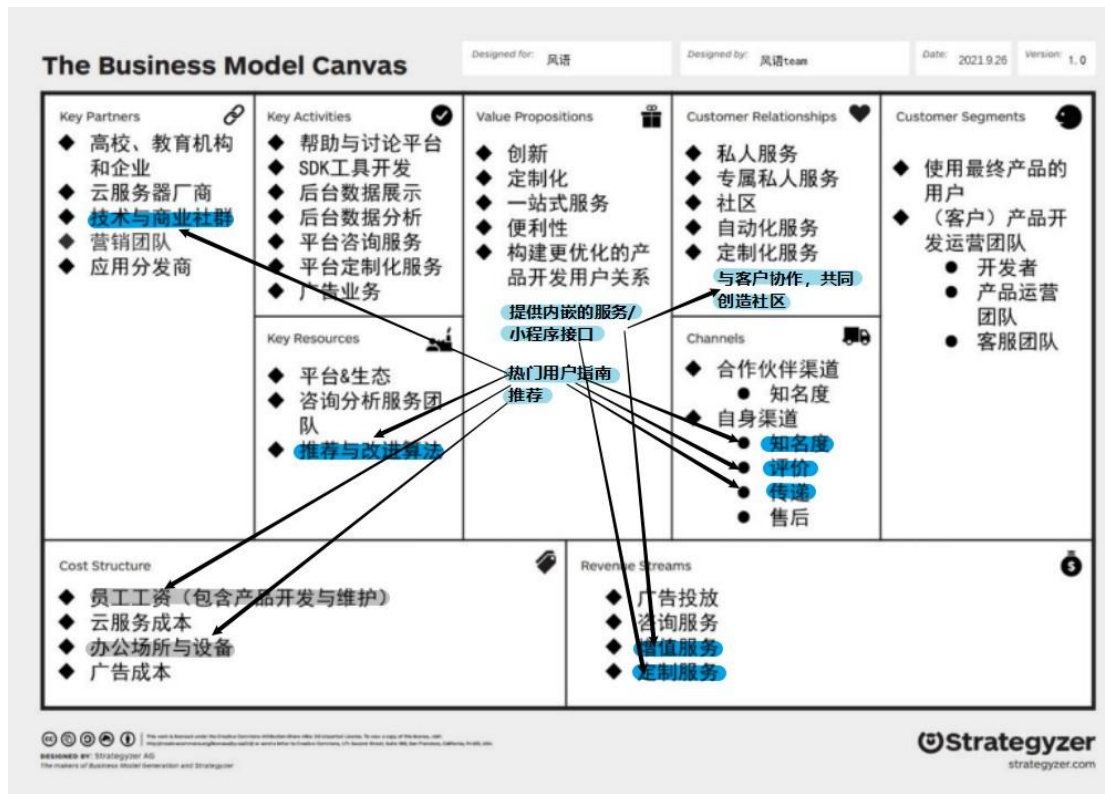 The Business Model Canvas
Designed for:
风语
Designed by:
风语team
Date:
2021.9.26
Version:
1.0
Key Partners
高校、教育机构
和企业
云服务器厂商
技术与商业社群
营销团队
应用分发商
Key Activities
帮助与讨论平台
SDK工具开发
后台数据展示
后台数据分析
平台咨询服务
平台定制化服务
广告业务
Key Resources
平台&生态
咨询分析服务团
队
推荐与改进算法
Value Propositions
创新
定制化
一站式服务
便利性
构建更优化的产
品开发用户关系
提供内嵌的服务/
小程序接口
热门用户指南
推荐
Customer Relationships
私人服务
专属私人服务
社区
自动化服务
定制化服务
与客户协作，共同
创造社区
Channels
合作伙伴渠道
知名度
自身渠道
知名度
评价
传递
售后
Customer Segments
使用最终产品的
用户
（客户）产品开
发运营团队
开发者
产品运营
团队
客服团队
Cost Structure
员工工资（包含产品开发与维护）
云服务成本
办公场所与设备
广告成本
Revenue Streams
广告投放
咨询服务
增值服务
定制服务
DESIGNED BY: Strategyzer AG
The makers of Business Model Generation and Strategyzer
Strategyzer
strategyzer.com